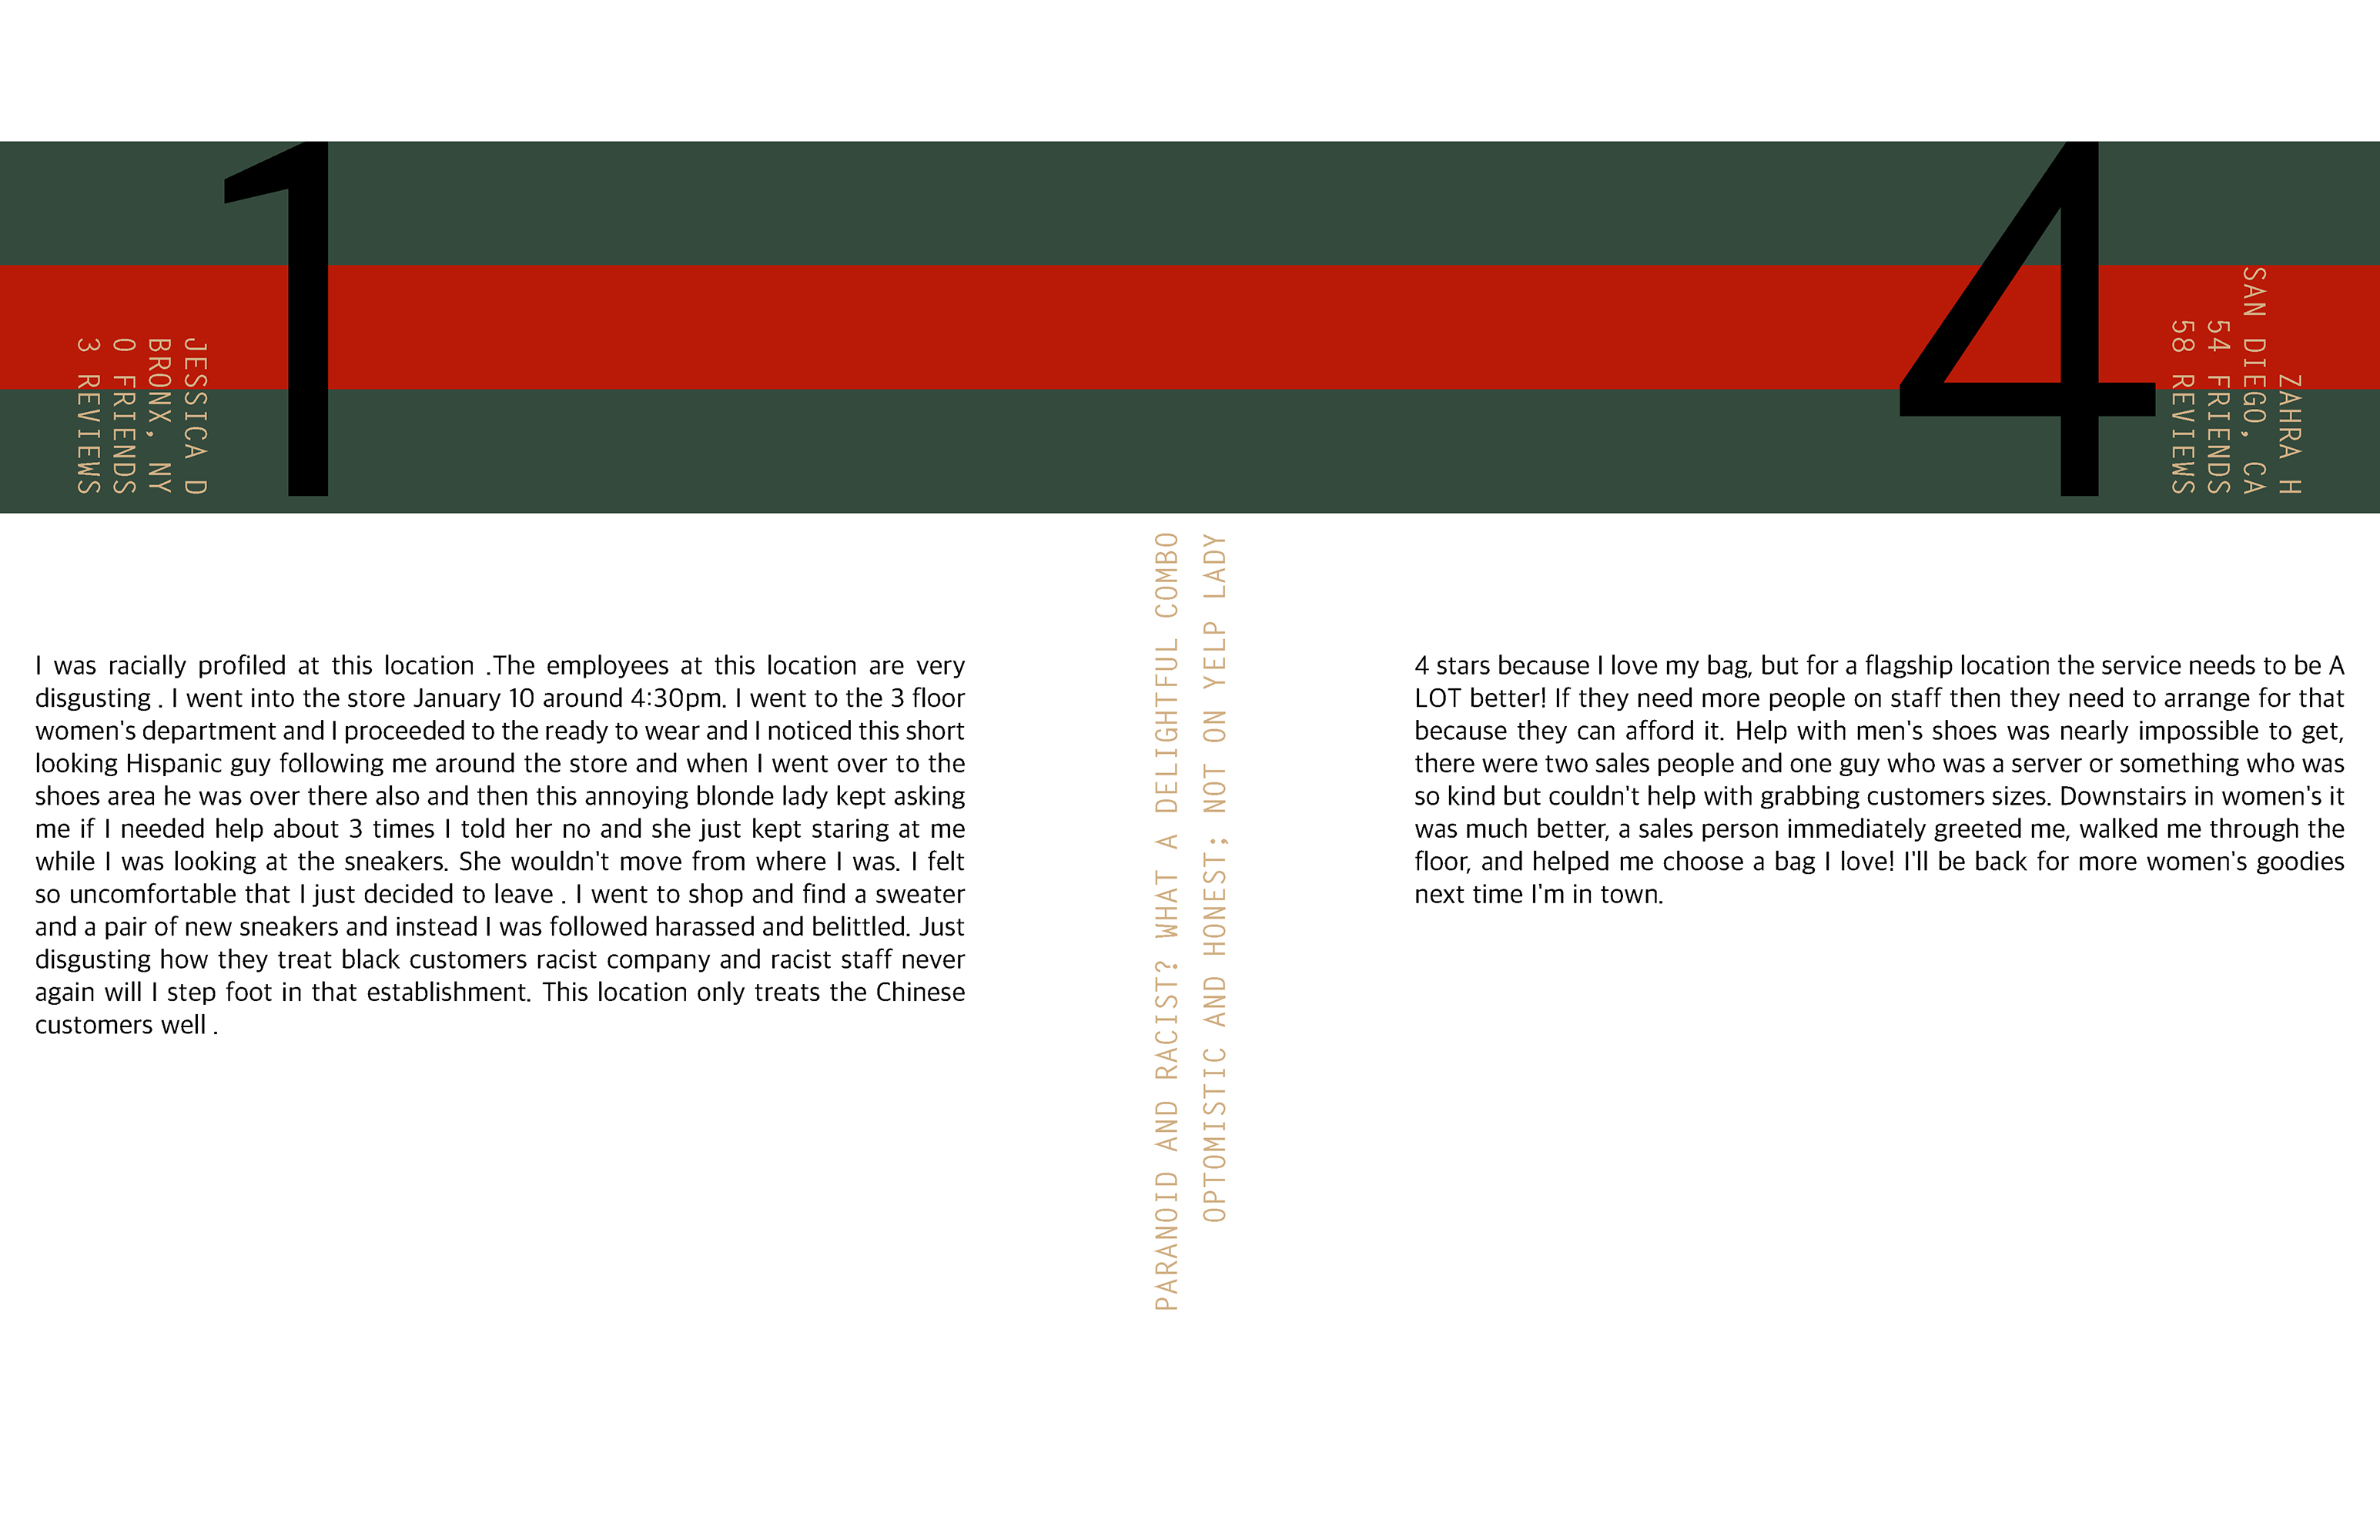 1
JESSICA D
BRONX, NY
0 FRIENDS
3 REVIEWS
I was racially profiled at this location .The employees at this location are very
disgusting . I went into the store January 10 around 4:30pm. I went to the 3 floor
women's department and I proceeded to the ready to wear and I noticed this short
looking Hispanic guy following me around the store and when I went over to the
shoes area he was over there also and then this annoying blonde lady kept asking
me if I needed help about 3 times I told her no and she just kept staring at me
while I was looking at the sneakers. She wouldn't move from where I was. I felt
so uncomfortable that I just decided to leave . I went to shop and find a sweater
and a pair of new sneakers and instead I was followed harassed and belittled. Just
disgusting how they treat black customers racist company and racist staff never
again will I step foot in that establishment. This location only treats the Chinese
customers well .
PARANOID AND RACIST? WHAT A DELIGHTFUL COMBO
OPTOMISTIC AND HONEST; NOT ON YELP LADY
4
ZAHRA H
SAN DIEGO, CA
54 FRIENDS
58 REVIEWS
4 stars because I love my bag, but for a flagship location the service needs to be A
LOT better! If they need more people on staff then they need to arrange for that
because they can afford it. Help with men's shoes was nearly impossible to get,
there were two sales people and one guy who was a server or something who was
so kind but couldn't help with grabbing customers sizes. Downstairs in women's it
was much better, a sales person immediately greeted me, walked me through the
floor, and helped me choose a bag I love! I'll be back for more women's goodies
next time I'm in town.